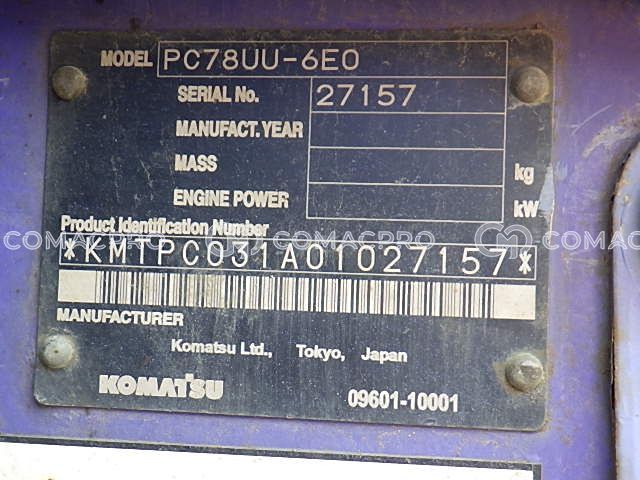 MODEL PC78UU-6E0
SERIAL No. 27157
MANUFACT. YEAR
MASS kg
ENGINE POWER kW
Product Identification Number
*KMTPC031A01027157*
MANUFACTURER
Komatsu Ltd., Tokyo, Japan
KOMATSU 09601-10001
COMACPRO COMACPRO COMACPRO